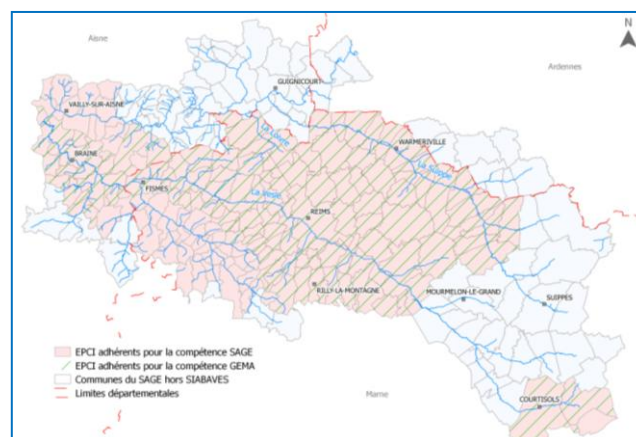 N
Aisne
Ardennes
GUIGNICOURT
VAILLY-SUR-AISNE
La Loivre
WARMERIVILLE
BRAINE
La Suippe
FISMES
La Vesle
REIMS
RILLY-LA-MONTAGNE
MOURMELON-LE-GRAND
SUIPPES
EPCI adhérents pour la compétence SAGE
EPCI adhérents pour la compétence GEMA
Communes du SAGE hors SIABAVES
Limites départementales
Marne
COURTISOLS